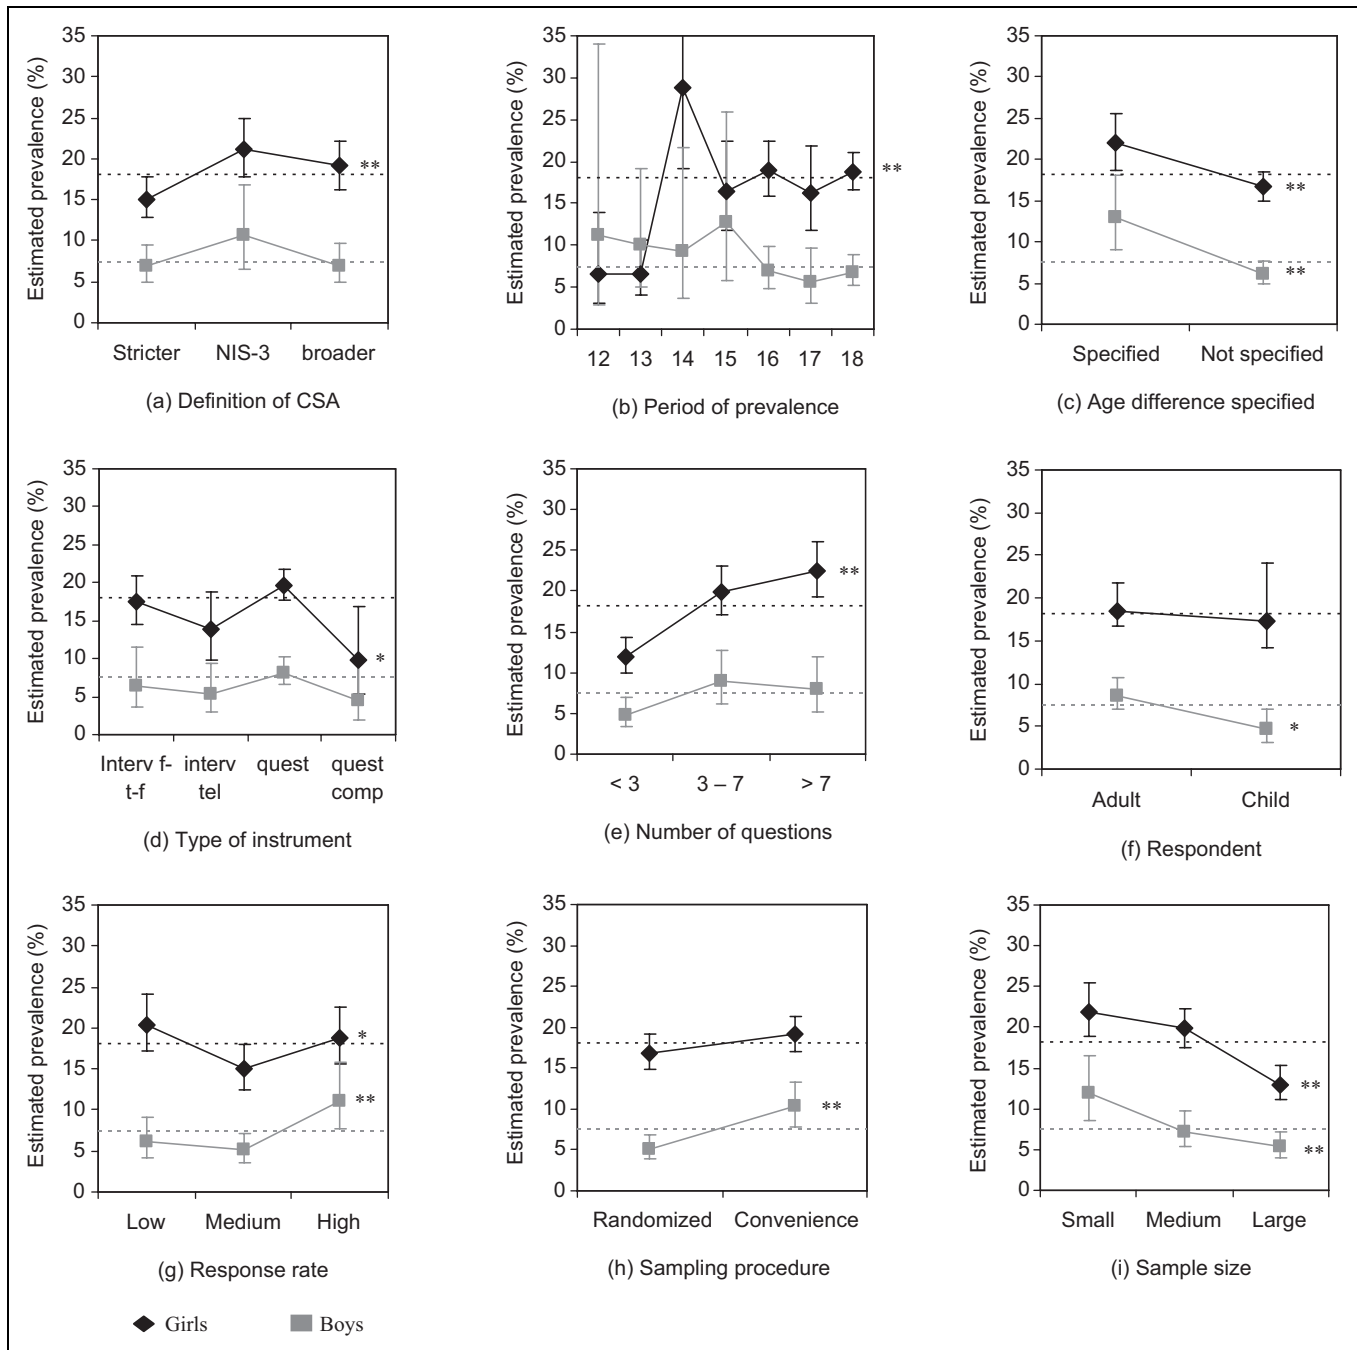 35
30
25
20
15
10
5
0
Estimated prevalence (%)
**
Stricter NIS-3 broader
(a) Definition of CSA
35
30
25
20
15
10
5
0
Estimated prevalence (%)
**
12 13 14 15 16 17 18
(b) Period of prevalence
35
30
25
20
15
10
5
0
Estimated prevalence (%)
**
**
Specified Not specified
(c) Age difference specified
35
30
25
20
15
10
5
0
Estimated prevalence (%)
*
Interv f- interv quest quest
t-f tel comp
(d) Type of instrument
35
30
25
20
15
10
5
0
Estimated prevalence (%)
**
< 3 3 – 7 > 7
(e) Number of questions
35
30
25
20
15
10
5
0
Estimated prevalence (%)
*
Adult Child
(f) Respondent
35
30
25
20
15
10
5
0
Estimated prevalence (%)
*
**
Low Medium High
(g) Response rate
35
30
25
20
15
10
5
0
Estimated prevalence (%)
**
Randomized Convenience
(h) Sampling procedure
35
30
25
20
15
10
5
0
Estimated prevalence (%)
**
**
Small Medium Large
(i) Sample size
Girls Boys